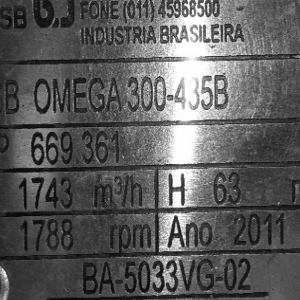 SB FONE (011) 45968500
INDUSTRIA BRASILEIRA
B OMEGA 300-435B
P 669 361
1743 m³/h H 63
1788 rpm Ano 2011
BA-5033VG-02